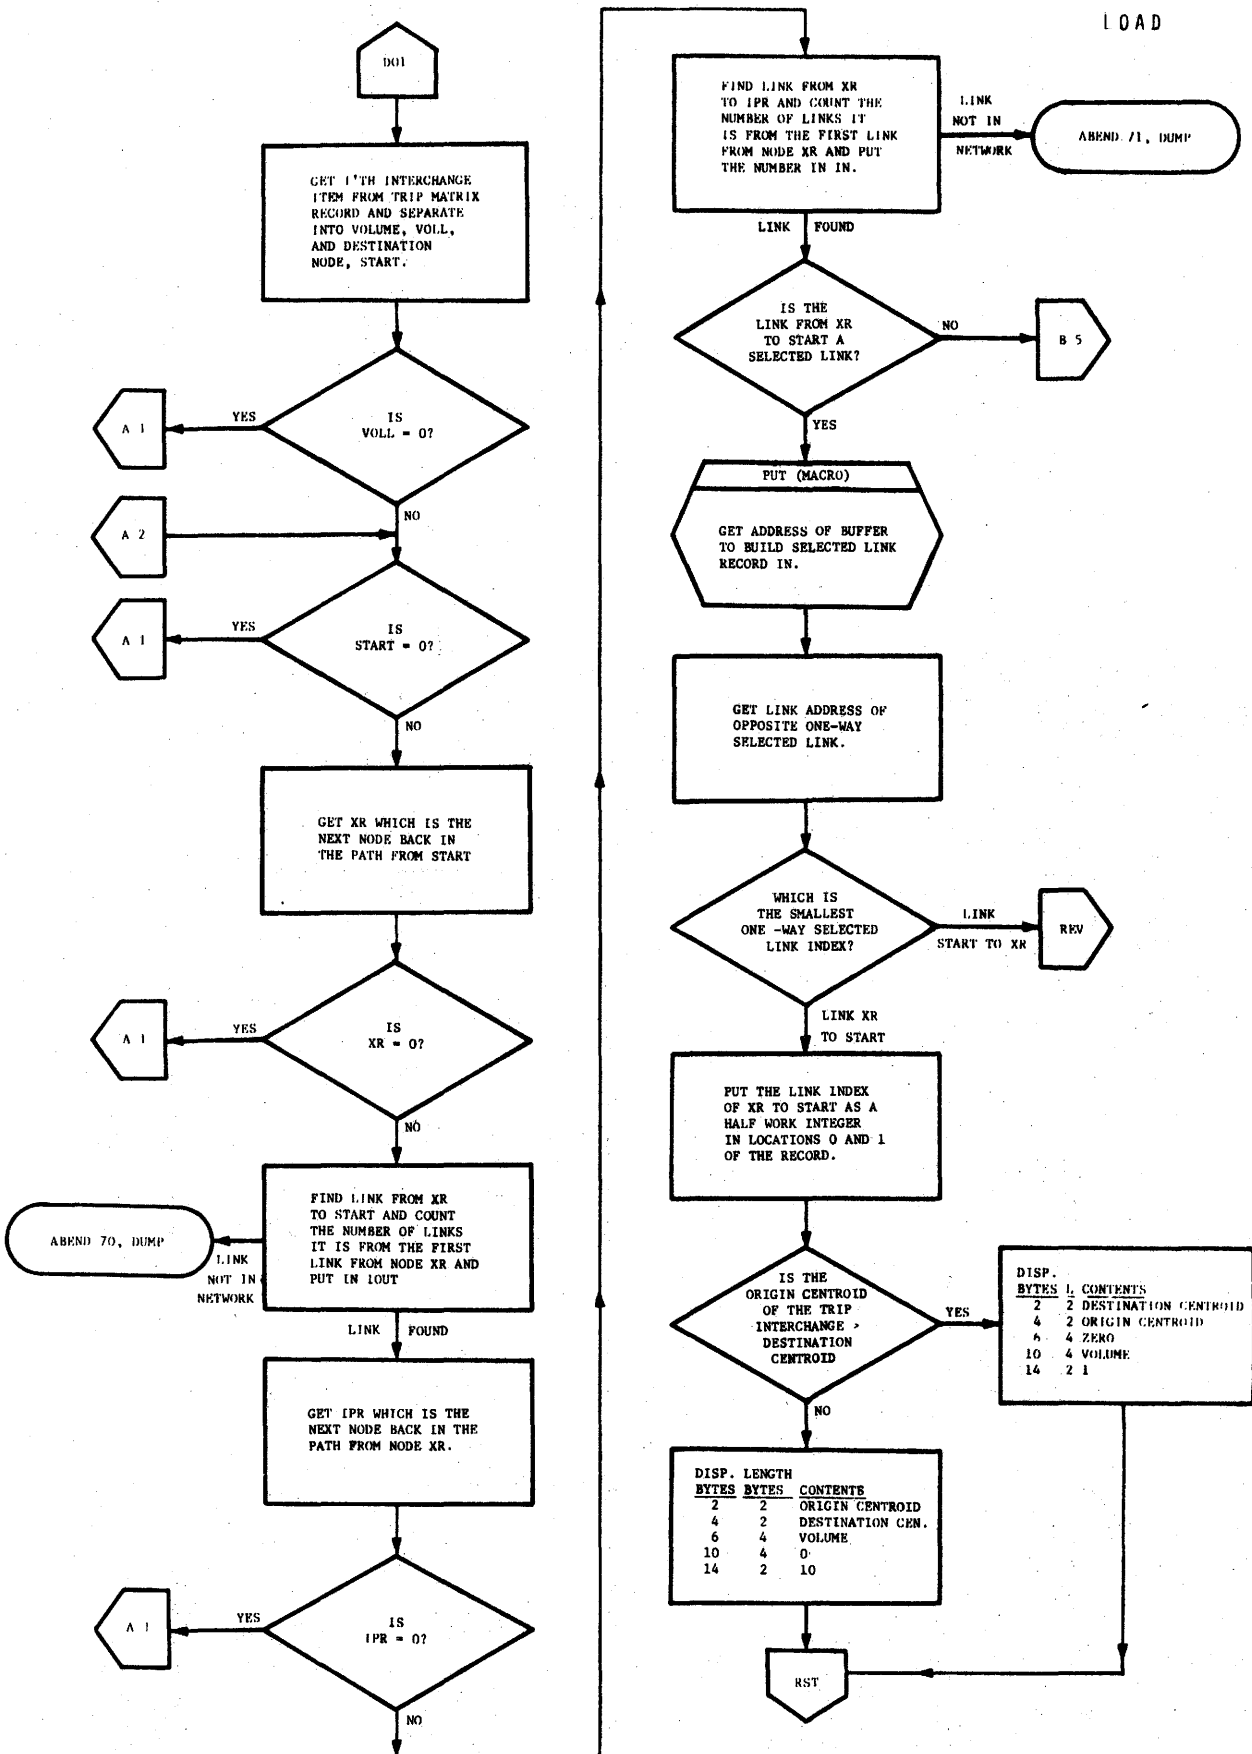 LOAD
DO1
GET I'TH INTERCHANGE
ITEM FROM TRIP MATRIX
RECORD AND SEPARATE
INTO VOLUME, VOLL,
AND DESTINATION
NODE, START.
IS
VOLL = 0?
YES
A 1
NO
A 2
IS
START = 0?
YES
A 1
NO
GET XR WHICH IS THE
NEXT NODE BACK IN
THE PATH FROM START
IS
XR = 0?
YES
A 1
NO
FIND LINK FROM XR
TO START AND COUNT
THE NUMBER OF LINKS
IT IS FROM THE FIRST
LINK FROM NODE XR AND
PUT IN IOUT
ABEND 70, DUMP
LINK
NOT IN
NETWORK
LINK FOUND
GET IPR WHICH IS THE
NEXT NODE BACK IN THE
PATH FROM NODE XR.
IS
IPR = 0?
YES
A 1
NO
FIND LINK FROM XR
TO IPR AND COUNT THE
NUMBER OF LINKS IT
IS FROM THE FIRST LINK
FROM NODE XR AND PUT
THE NUMBER IN IN.
LINK
NOT IN
NETWORK
ABEND 71, DUMP
LINK FOUND
IS THE
LINK FROM XR
TO START A
SELECTED LINK?
NO
B 5
YES
PUT (MACRO)
GET ADDRESS OF BUFFER
TO BUILD SELECTED LINK
RECORD IN.
GET LINK ADDRESS OF
OPPOSITE ONE-WAY
SELECTED LINK.
WHICH IS
THE SMALLEST
ONE -WAY SELECTED
LINK INDEX?
LINK
START TO XR
REV
LINK XR
TO START
PUT THE LINK INDEX
OF XR TO START AS A
HALF WORK INTEGER
IN LOCATIONS 0 AND 1
OF THE RECORD.
IS THE
ORIGIN CENTROID
OF THE TRIP
INTERCHANGE >
DESTINATION
CENTROID
YES
DISP.
BYTES L CONTENTS
2 2 DESTINATION CENTROID
4 2 ORIGIN CENTROID
6 4 ZERO
10 4 VOLUME
14 2 1
NO
DISP. LENGTH
BYTES BYTES CONTENTS
2 2 ORIGIN CENTROID
4 2 DESTINATION CEN.
6 4 VOLUME
10 4 0
14 2 10
RST